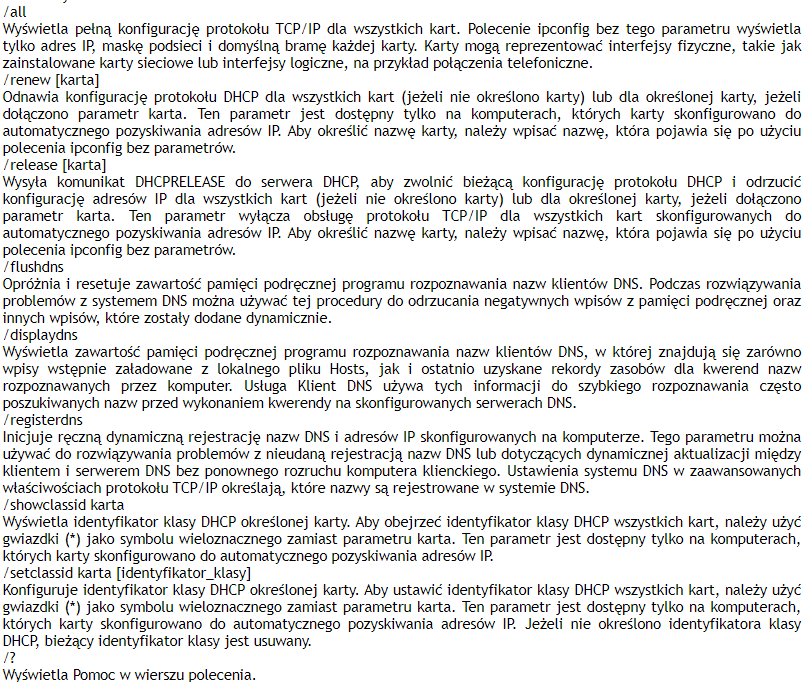 /all
Wyświetla pełną konfigurację protokołu TCP/IP dla wszystkich kart. Polecenie ipconfig bez tego parametru wyświetla
tylko adres IP, maskę podsieci i domyślną bramę każdej karty. Karty mogą reprezentować interfejsy fizyczne, takie jak
zainstalowane karty sieciowe lub interfejsy logiczne, na przykład połączenia telefoniczne.
/renew [karta]
Odnawia konfigurację protokołu DHCP dla wszystkich kart (jeżeli nie określono karty) lub dla określonej karty, jeżeli
dołączono parametr karta. Ten parametr jest dostępny tylko na komputerach, których karty skonfigurowano do
automatycznego pozyskiwania adresów IP. Aby określić nazwę karty, należy wpisać nazwę, która pojawia się po użyciu
polecenia ipconfig bez parametrów.
/release [karta]
Wysyła komunikat DHCPRELEASE do serwera DHCP, aby zwolnić bieżącą konfigurację protokołu DHCP i odrzucić
konfigurację adresów IP dla wszystkich kart (jeżeli nie określono karty) lub dla określonej karty, jeżeli dołączono
parametr karta. Ten parametr wyłącza obsługę protokołu TCP/IP dla wszystkich kart skonfigurowanych do
automatycznego pozyskiwania adresów IP. Aby określić nazwę karty, należy wpisać nazwę, która pojawia się po użyciu
polecenia ipconfig bez parametrów.
/flushdns
Opróżnia i resetuje zawartość pamięci podręcznej programu rozpoznawania nazw klientów DNS. Podczas rozwiązywania
problemów z systemem DNS można używać tej procedury do odrzucania negatywnych wpisów z pamięci podręcznej oraz
innych wpisów, które zostały dodane dynamicznie.
/displaydns
Wyświetla zawartość pamięci podręcznej programu rozpoznawania nazw klientów DNS, w której znajdują się zarówno
wpisy wstępnie załadowane z lokalnego pliku Hosts, jak i ostatnio uzyskane rekordy zasobów dla kwerend nazw
rozpoznawanych przez komputer. Usługa Klient DNS używa tych informacji do szybkiego rozpoznawania często
poszukiwanych nazw przed wykonaniem kwerendy na skonfigurowanych serwerach DNS.
/registerdns
Inicjuje ręczną dynamiczną rejestrację nazw DNS i adresów IP skonfigurowanych na komputerze. Tego parametru można
używać do rozwiązywania problemów z nieudaną rejestracją nazw DNS lub dotyczących dynamicznej aktualizacji między
klientem i serwerem DNS bez ponownego rozruchu komputera klienckiego. Ustawienia systemu DNS w zaawansowanych
właściwościach protokołu TCP/IP określają, które nazwy są rejestrowane w systemie DNS.
/showclassid karta
Wyświetla identyfikator klasy DHCP określonej karty. Aby obejrzeć identyfikator klasy DHCP wszystkich kart, należy użyć
gwiazdki (*) jako symbolu wieloznacznego zamiast parametru karta. Ten parametr jest dostępny tylko na komputerach,
których karty skonfigurowano do automatycznego pozyskiwania adresów IP.
/setclassid karta [identyfikator_klasy]
Konfiguruje identyfikator klasy DHCP określonej karty. Aby ustawić identyfikator klasy DHCP wszystkich kart, należy użyć
gwiazdki (*) jako symbolu wieloznacznego zamiast parametru karta. Ten parametr jest dostępny tylko na komputerach,
których karty skonfigurowano do automatycznego pozyskiwania adresów IP. Jeżeli nie określono identyfikatora klasy
DHCP, bieżący identyfikator klasy jest usuwany.
/?
Wyświetla Pomoc w wierszu polecenia.